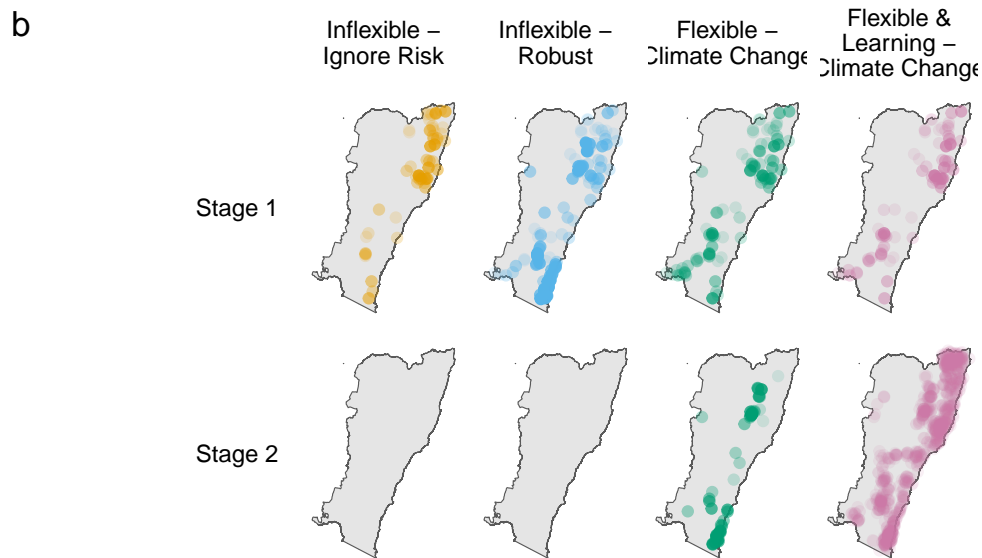 b
Inflexible –
Ignore Risk
Inflexible –
Robust
Flexible –
Climate Change
Flexible &
Learning –
Climate Change
Stage 1
Stage 2